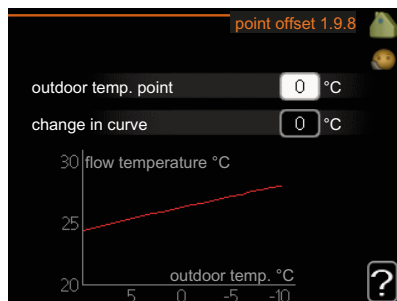 point offset 1.9.8
outdoor temp. point 0 °C
change in curve 0 °C
30 flow temperature °C
25
outdoor temp. °C
20
5 0 -5 -10
?